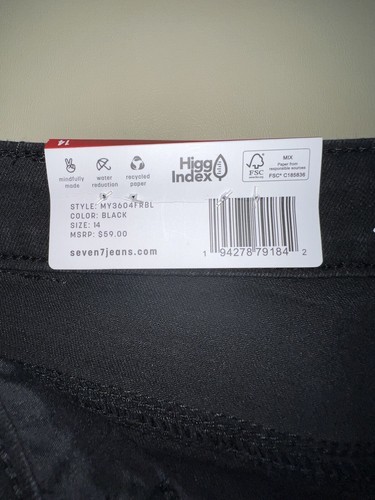 14
mindfully made
water reduction
recycled paper
Higg Index
FSC
MIX
Paper from responsible sources
FSC® C185836
STYLE: MY3604FRBL
COLOR: BLACK
SIZE: 14
MSRP: $59.00
seven7jeans.com
1 94278 79184 2